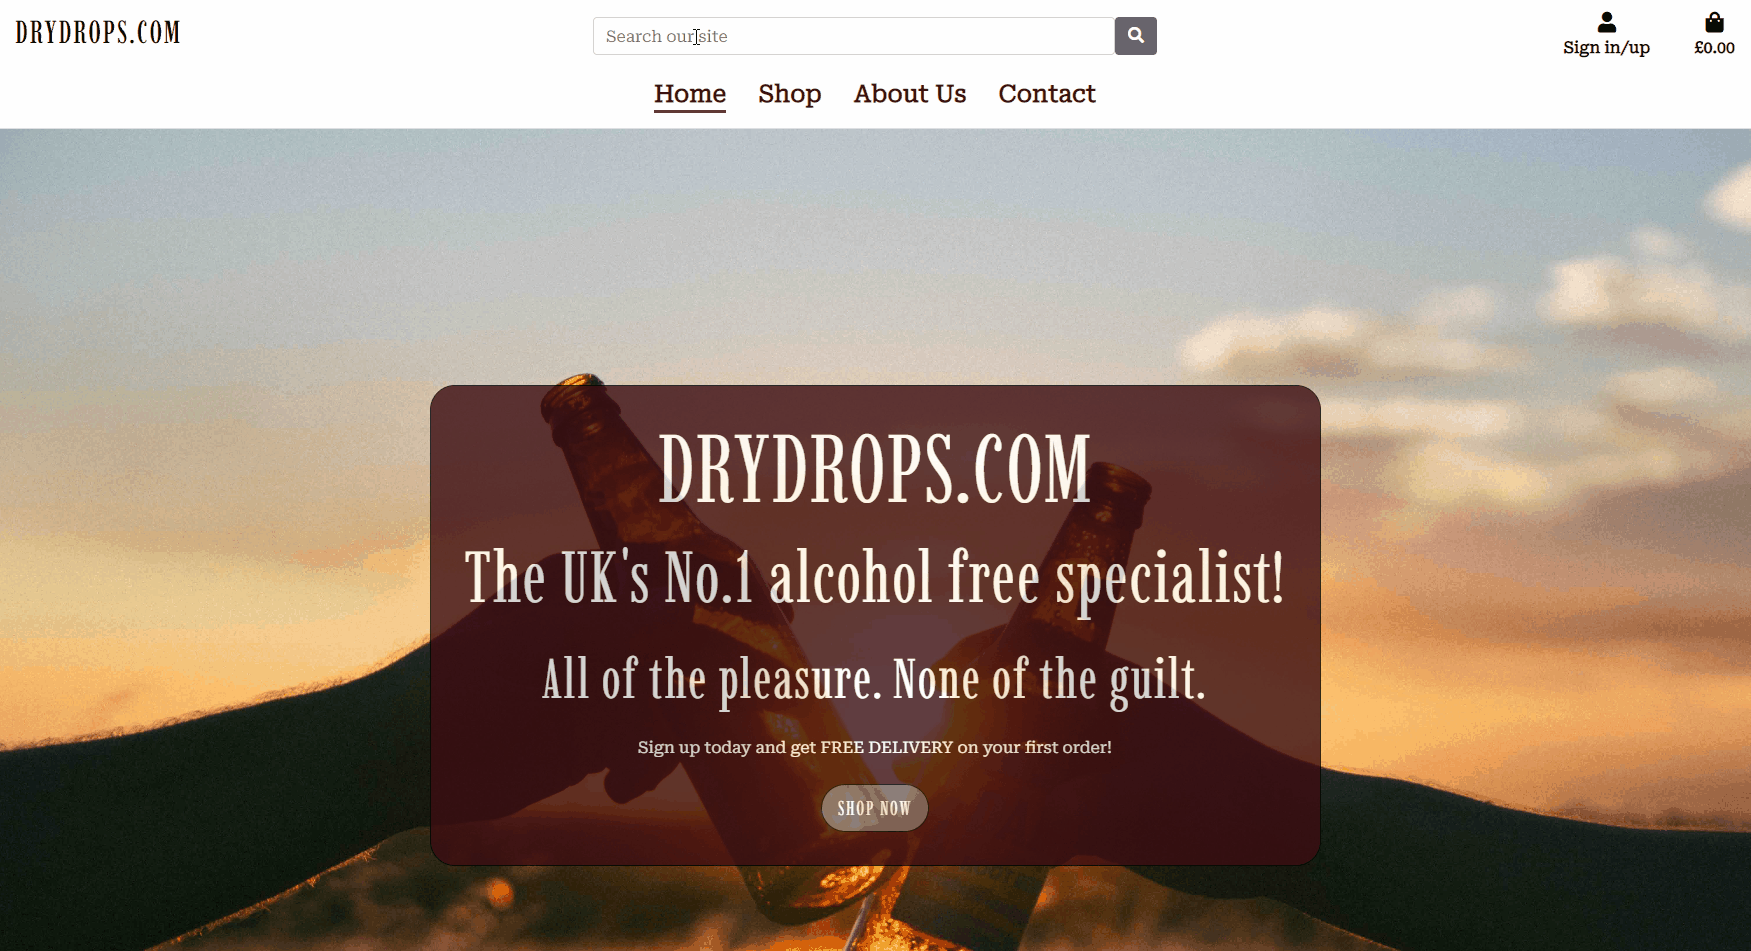 DRYDROPS.COM
Search our site
Sign in/up
£0.00
Home
Shop
About Us
Contact
DRYDROPS.COM
The UK's No.1 alcohol free specialist!
All of the pleasure. None of the guilt.
Sign up today and get FREE DELIVERY on your first order!
SHOP NOW